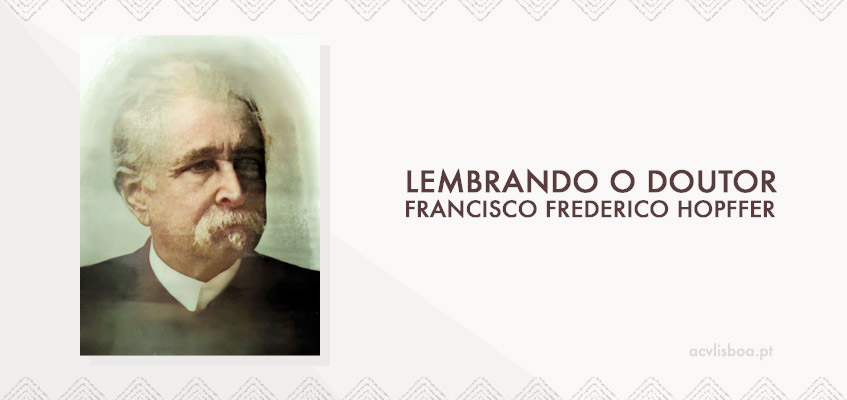 LEMBRANDO O DOUTOR
FRANCISCO FREDERICO HOPFFER
acvlisboa.pt